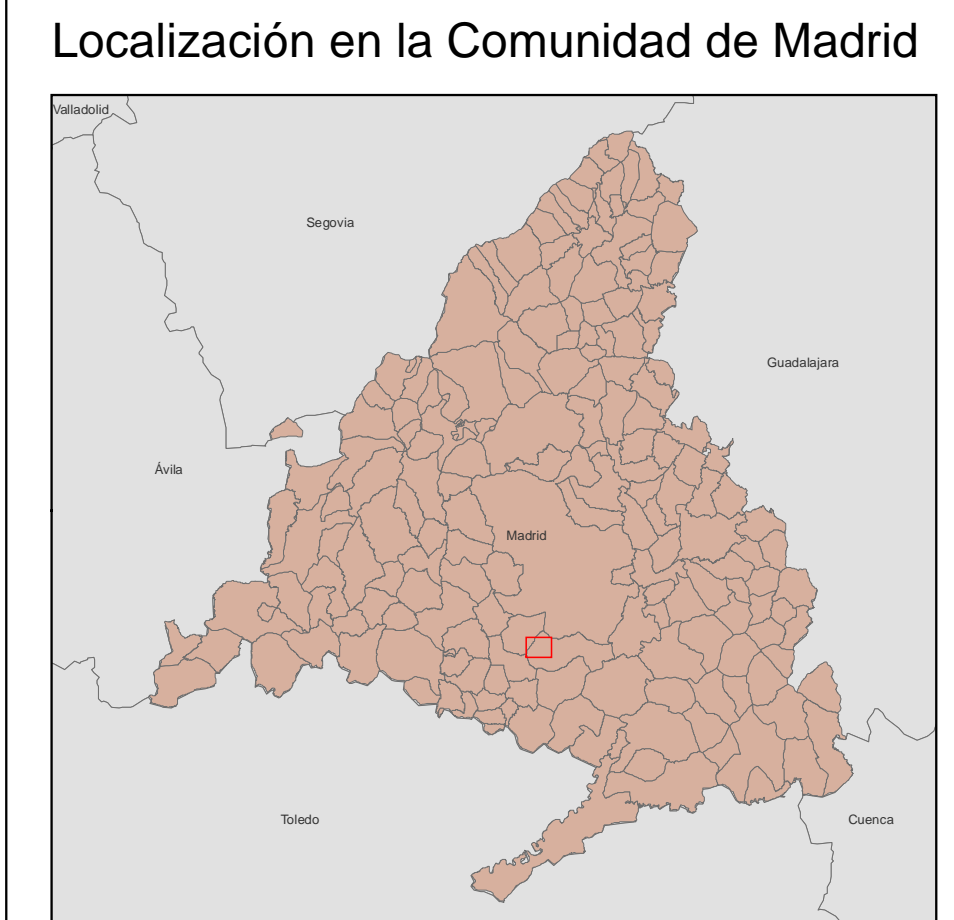 Localización en la Comunidad de Madrid
Valladolid
Segovia
Guadalajara
Ávila
Madrid
Toledo
Cuenca